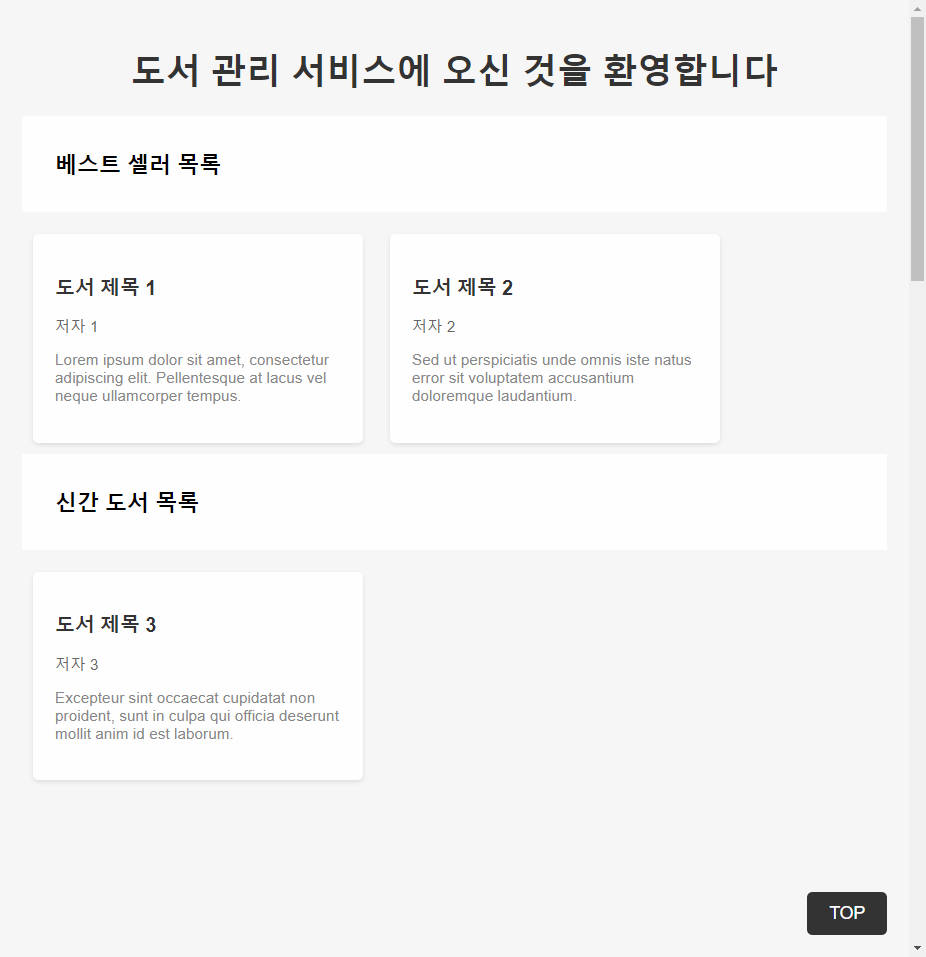 도서 관리 서비스에 오신 것을 환영합니다
베스트 셀러 목록
도서 제목 1
저자 1
Lorem ipsum dolor sit amet, consectetur
adipiscing elit. Pellentesque at lacus vel
neque ullamcorper tempus.
도서 제목 2
저자 2
Sed ut perspiciatis unde omnis iste natus
error sit voluptatem accusantium
doloremque laudantium.
신간 도서 목록
도서 제목 3
저자 3
Excepteur sint occaecat cupidatat non
proident, sunt in culpa qui officia deserunt
mollit anim id est laborum.
TOP